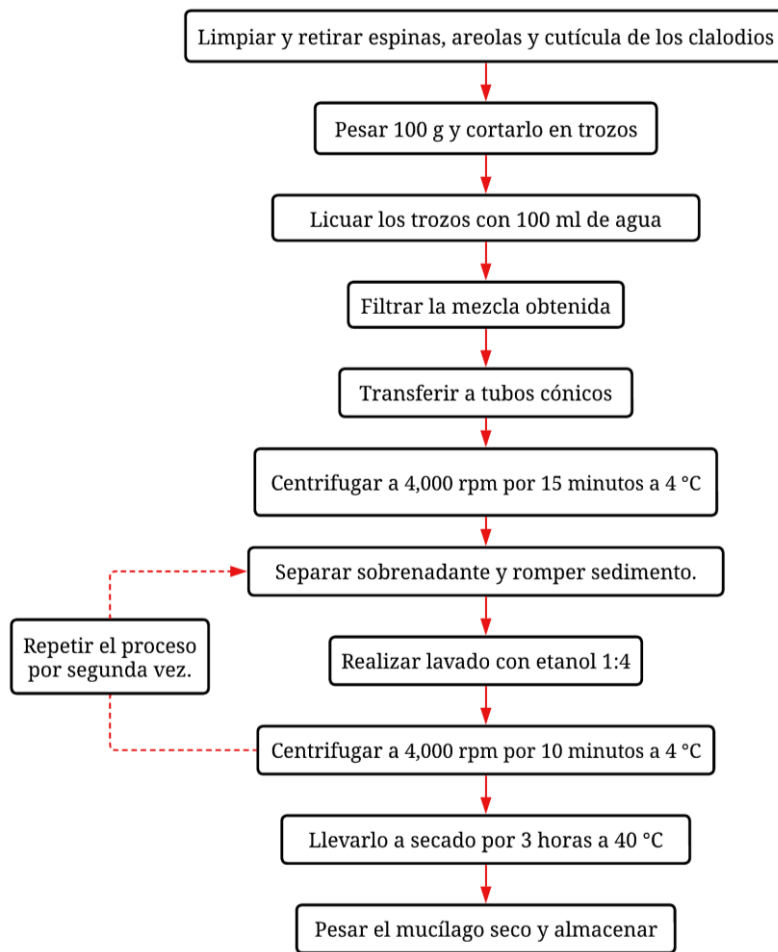 Limpiar y retirar espinas, areolas y cutícula de los clalodios
Pesar 100 g y cortarlo en trozos
Licuar los trozos con 100 ml de agua
Filtrar la mezcla obtenida
Transferir a tubos cónicos
Centrifugar a 4,000 rpm por 15 minutos a 4 °C
Separar sobrenadante y romper sedimento.
Repetir el proceso
por segunda vez.
Realizar lavado con etanol 1:4
Centrifugar a 4,000 rpm por 10 minutos a 4 °C
Llevarlo a secado por 3 horas a 40 °C
Pesar el mucílago seco y almacenar